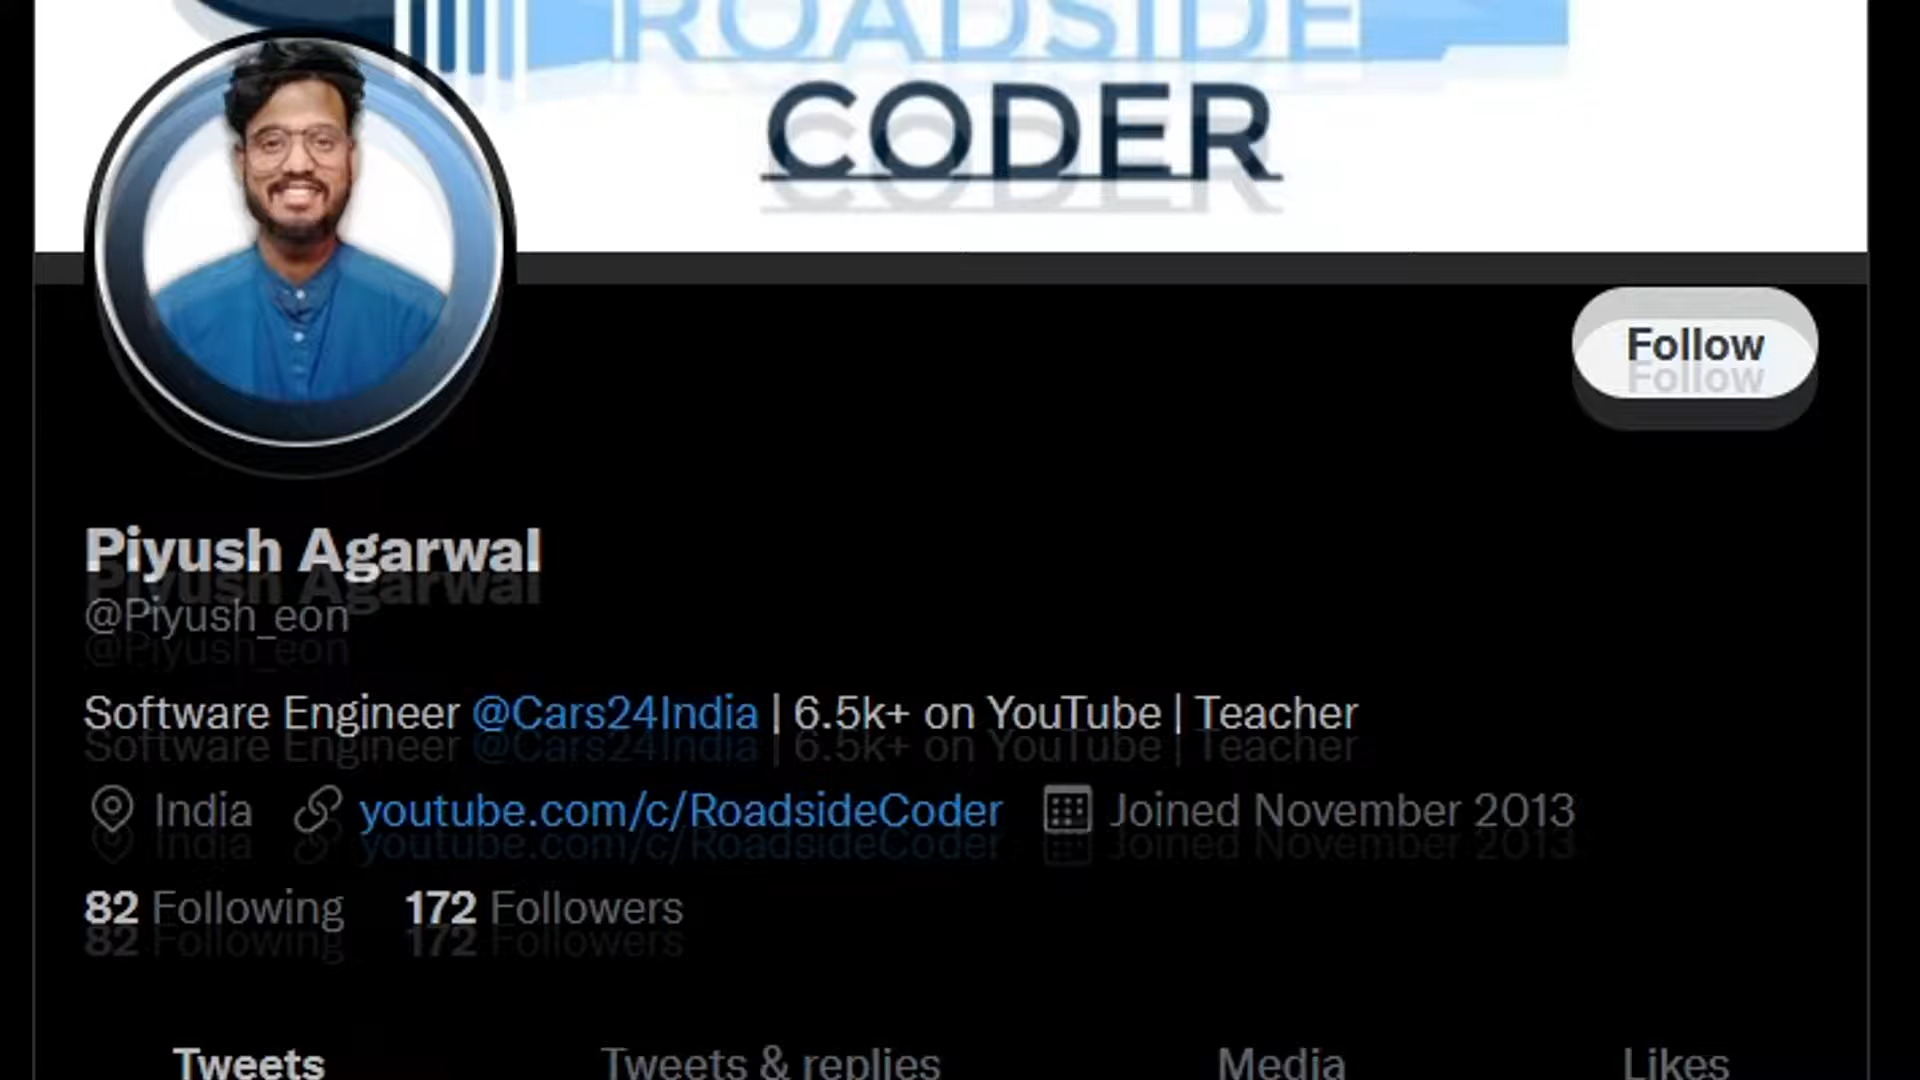 ROADSIDE
CODER
Follow
Piyush Agarwal
@Piyush_eon
Software Engineer @Cars24India | 6.5k+ on YouTube | Teacher
India youtube.com/c/RoadsideCoder Joined November 2013
82 Following 172 Followers
Tweets Tweets & replies Media Likes